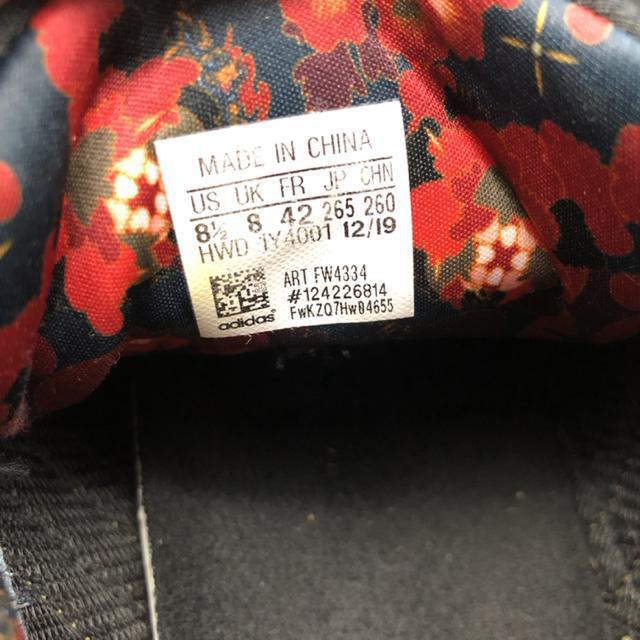 MADE IN CHINA
US UK FR JP CHN
8½ 8 42 265 260
HWD 1Y4001 12/19
ART FW4334
#124226814
FwKZQ7Hw04655
adidas